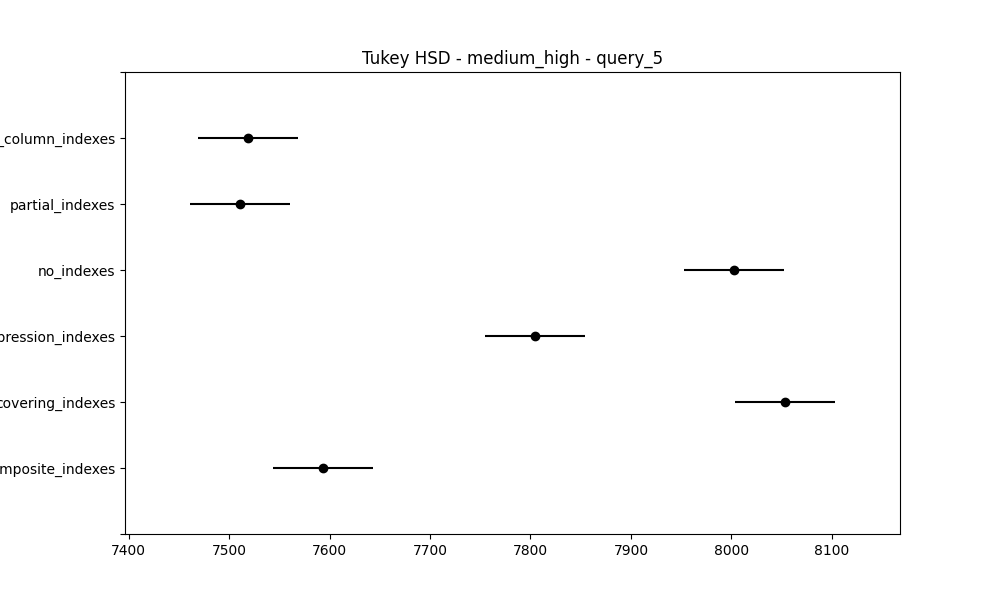 Tukey HSD - medium_high - query_5
_column_indexes
partial_indexes
no_indexes
pression_indexes
covering_indexes
mposite_indexes
7400 7500 7600 7700 7800 7900 8000 8100